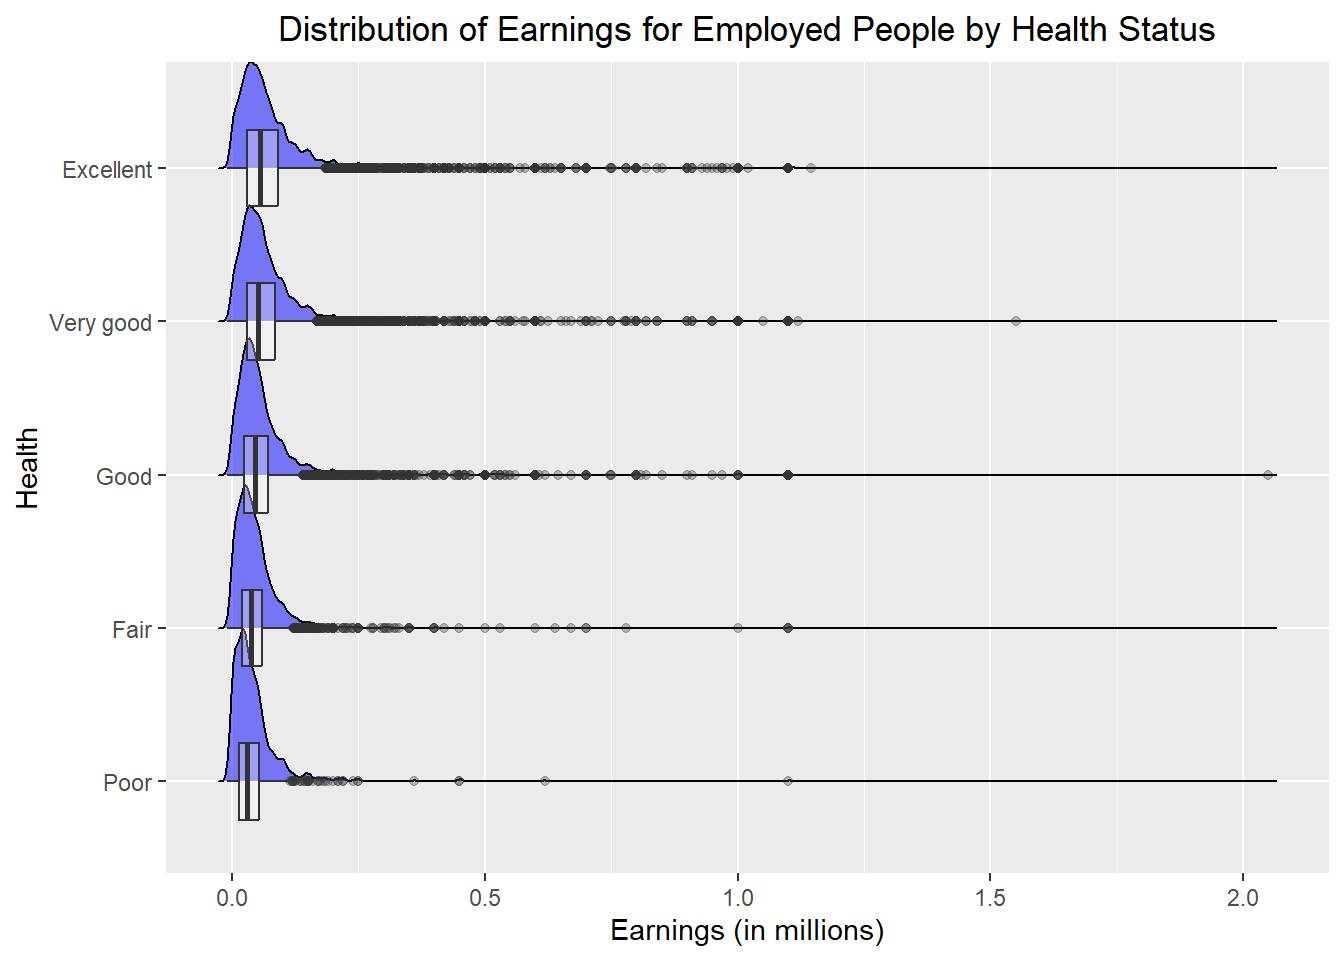 Distribution of Earnings for Employed People by Health Status
Health
Excellent
Very good
Good
Fair
Poor
0.0 0.5 1.0 1.5 2.0
Earnings (in millions)